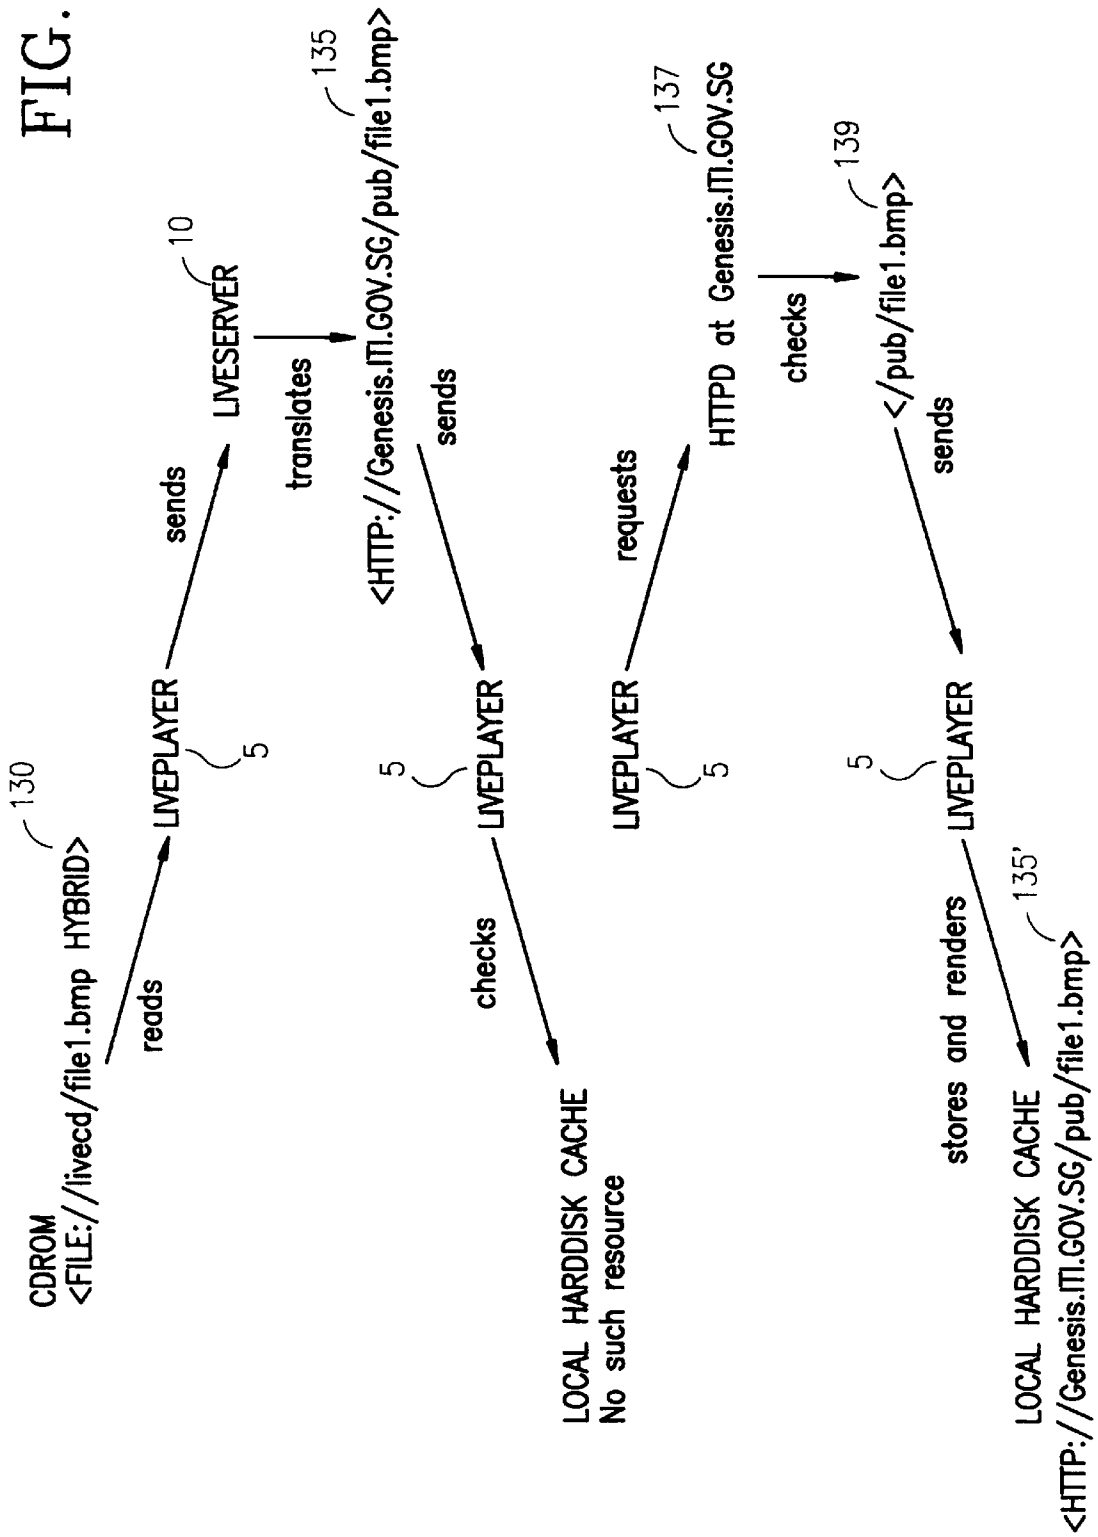 FIG.
130
CDROM
<FILE://livecd/file1.bmp HYBRID>
reads
LIVEPLAYER
5
sends
LIVESERVER
10
translates
135
<HTTP://Genesis.ITI.GOV.SG/pub/file1.bmp>
sends
5
LIVEPLAYER
checks
LOCAL HARDDISK CACHE
No such resource
LIVEPLAYER
5
requests
137
HTTPD at Genesis.ITI.GOV.SG
checks
139
</pub/file1.bmp>
sends
5
LIVEPLAYER
stores and renders
135'
LOCAL HARDDISK CACHE
<HTTP://Genesis.ITI.GOV.SG/pub/file1.bmp>